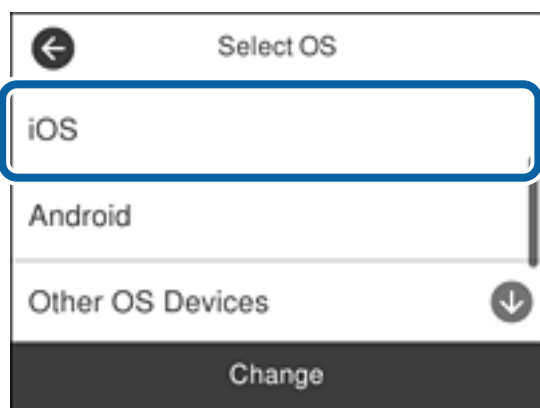 Select OS
iOS
Android
Other OS Devices
Change